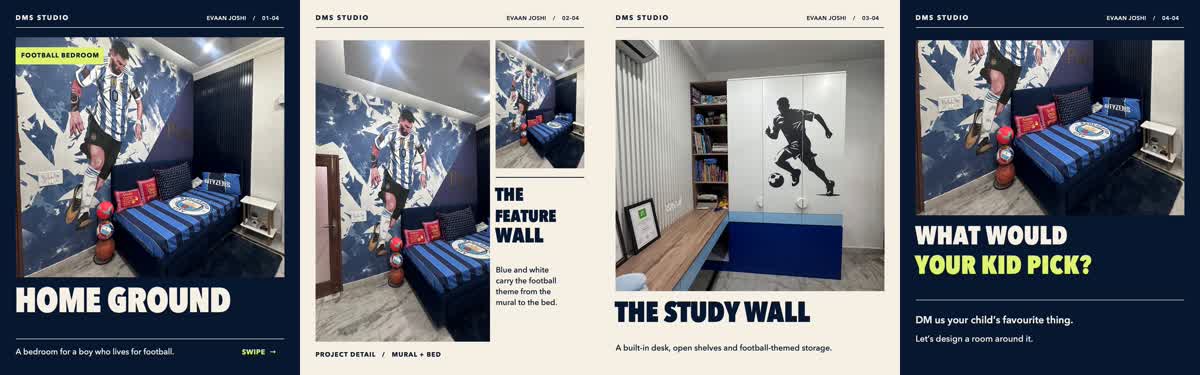 DMS STUDIO
EVAAN JOSHI / 01-04
FOOTBALL BEDROOM
HOME GROUND
A bedroom for a boy who lives for football.
SWIPE →
DMS STUDIO
EVAAN JOSHI / 02-04
THE
FEATURE
WALL
Blue and white
carry the football
theme from the
mural to the bed.
PROJECT DETAIL / MURAL + BED
DMS STUDIO
EVAAN JOSHI / 03-04
THE STUDY WALL
A built-in desk, open shelves and football-themed storage.
DMS STUDIO
EVAAN JOSHI / 04-04
WHAT WOULD
YOUR KID PICK?
DM us your child's favourite thing.
Let's design a room around it.